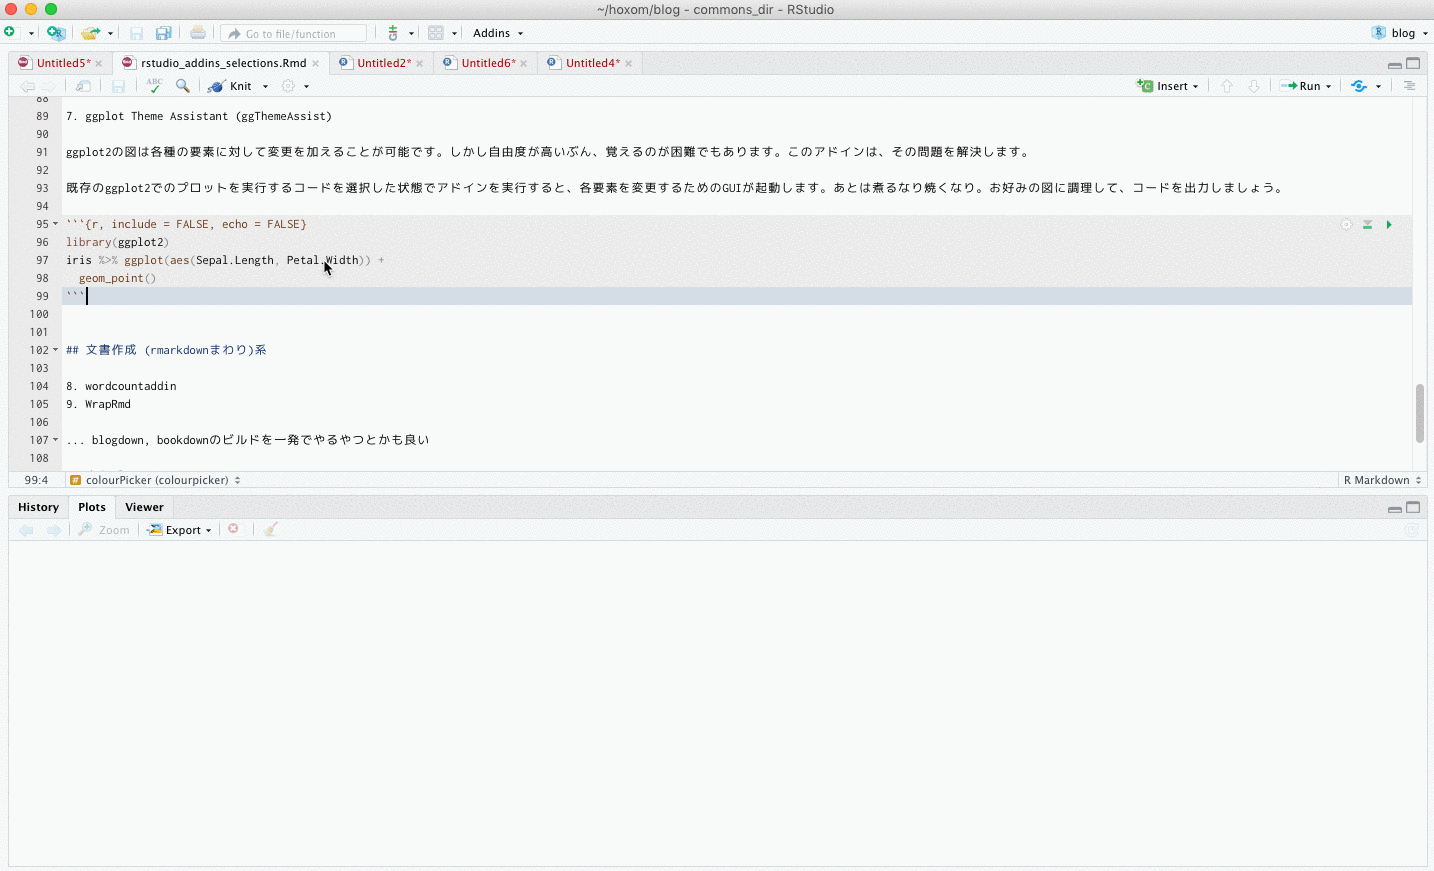 ~/hoxom/blog - commons_dir - RStudio
Go to file/function
Addins
blog
Untitled5*
rstudio_addins_selections.Rmd
Untitled2*
Untitled6*
Untitled4*
ABC
Knit
Insert
Run
88
89 7. ggplot Theme Assistant (ggThemeAssist)
90
91 ggplot2の図は各種の要素に対して変更を加えることが可能です。しかし自由度が高いぶん、覚えるのが困難でもあります。このアドインは、その問題を解決します。
92
93 既存のggplot2でのプロットを実行するコードを選択した状態でアドインを実行すると、各要素を変更するためのGUIが起動します。あとは煮るなり焼くなり。お好みの図に調理して、コードを出力しましょう。
94
95 ```{r, include = FALSE, echo = FALSE}
96 library(ggplot2)
97 iris %>% ggplot(aes(Sepal.Length, Petal.Width)) +
98   geom_point()
99 ```
100
101
102 ## 文書作成 (rmarkdownまわり)系
103
104 8. wordcountaddin
105 9. WrapRmd
106
107 ... blogdown, bookdownのビルドを一発でやるやつとかも良い
108
99:4
# colourPicker (colourpicker)
R Markdown
History
Plots
Viewer
Zoom
Export